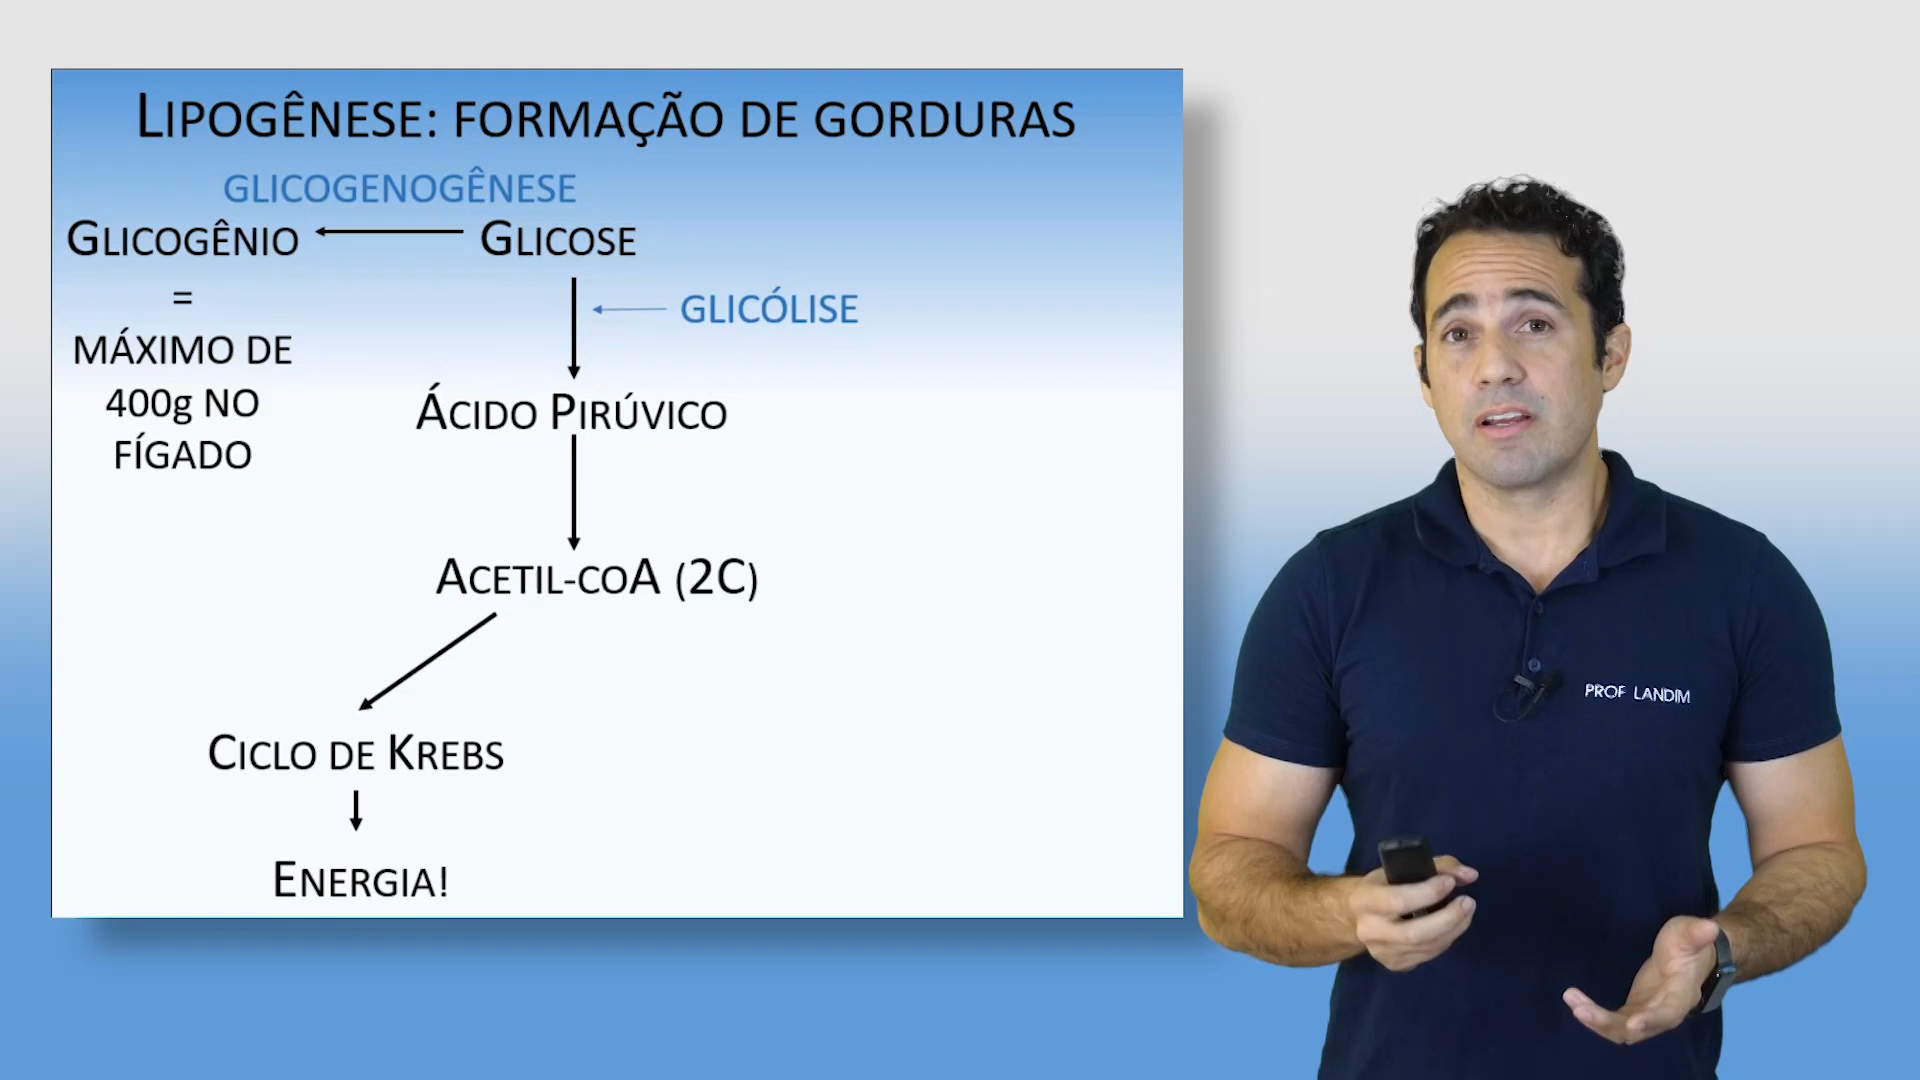 LIPOGÊNESE: FORMAÇÃO DE GORDURAS
GLICOGENOGÊNESE
GLICOGÊNIO
GLICOSE
=
MÁXIMO DE
400g NO
FÍGADO
GLICÓLISE
ÁCIDO PIRÚVICO
ACETIL-COA (2C)
CICLO DE KREBS
ENERGIA!
PROF LANDIM